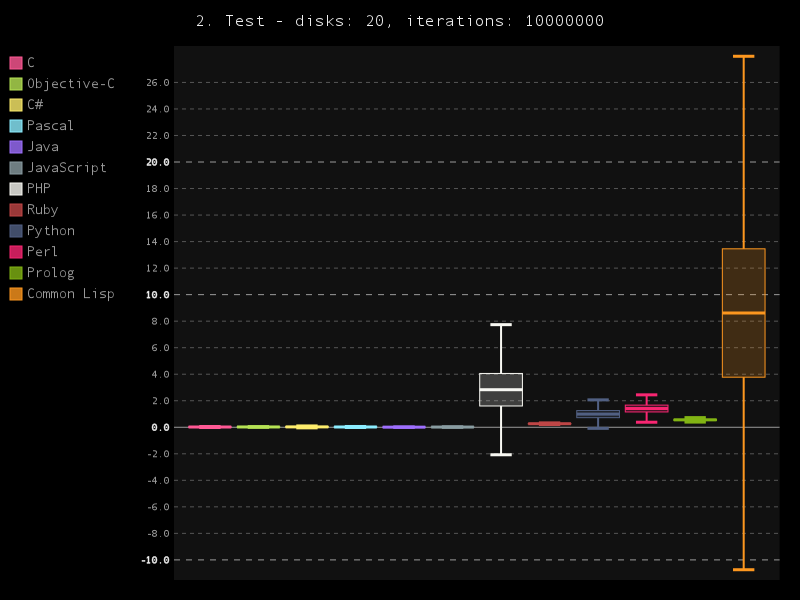 2. Test - disks: 20, iterations: 10000000
C
Objective-C
C#
Pascal
Java
JavaScript
PHP
Ruby
Python
Perl
Prolog
Common Lisp
26.0
24.0
22.0
20.0
18.0
16.0
14.0
12.0
10.0
8.0
6.0
4.0
2.0
0.0
-2.0
-4.0
-6.0
-8.0
-10.0